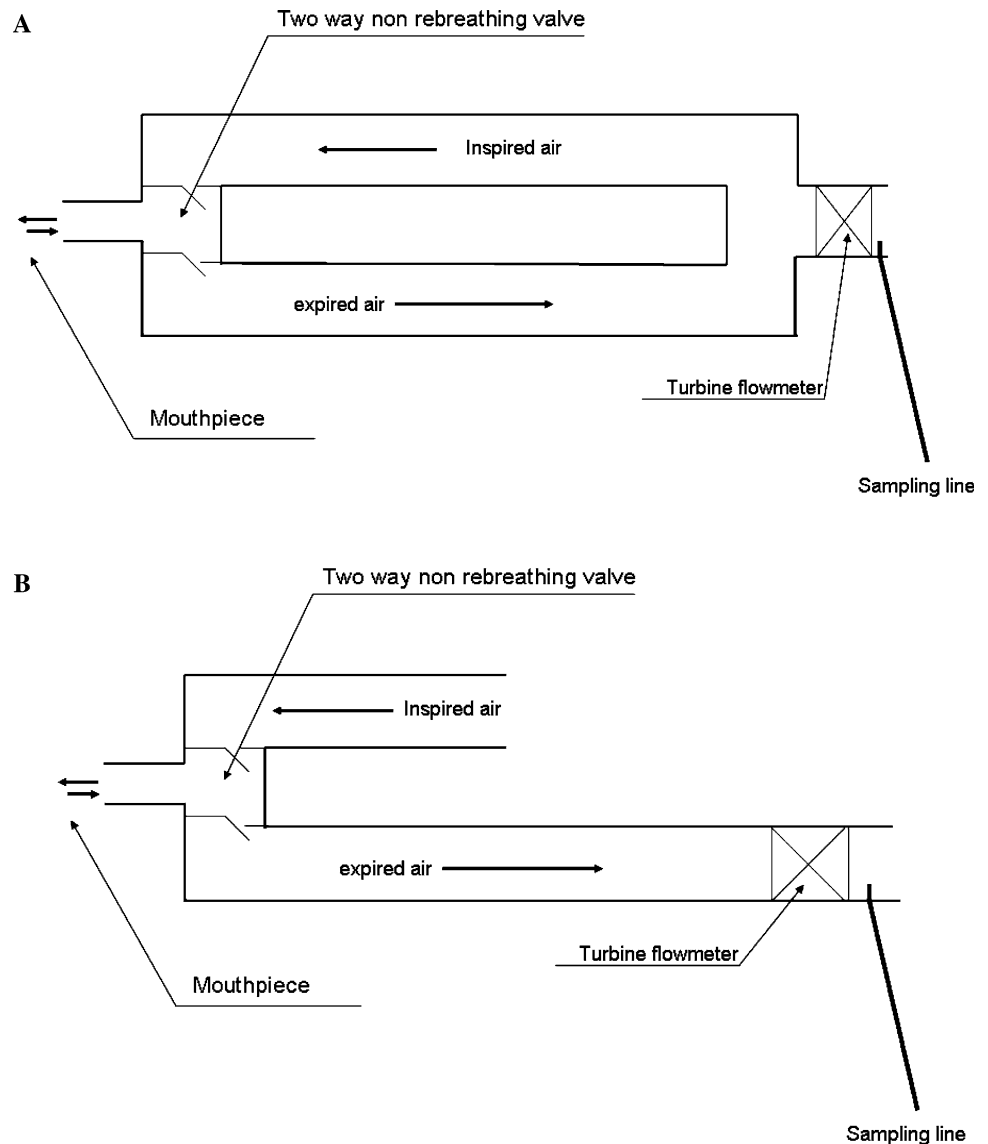 A
Two way non rebreathing valve
Inspired air
expired air
Turbine flowmeter
Mouthpiece
Sampling line
B
Two way non rebreathing valve
Inspired air
expired air
Turbine flowmeter
Mouthpiece
Sampling line